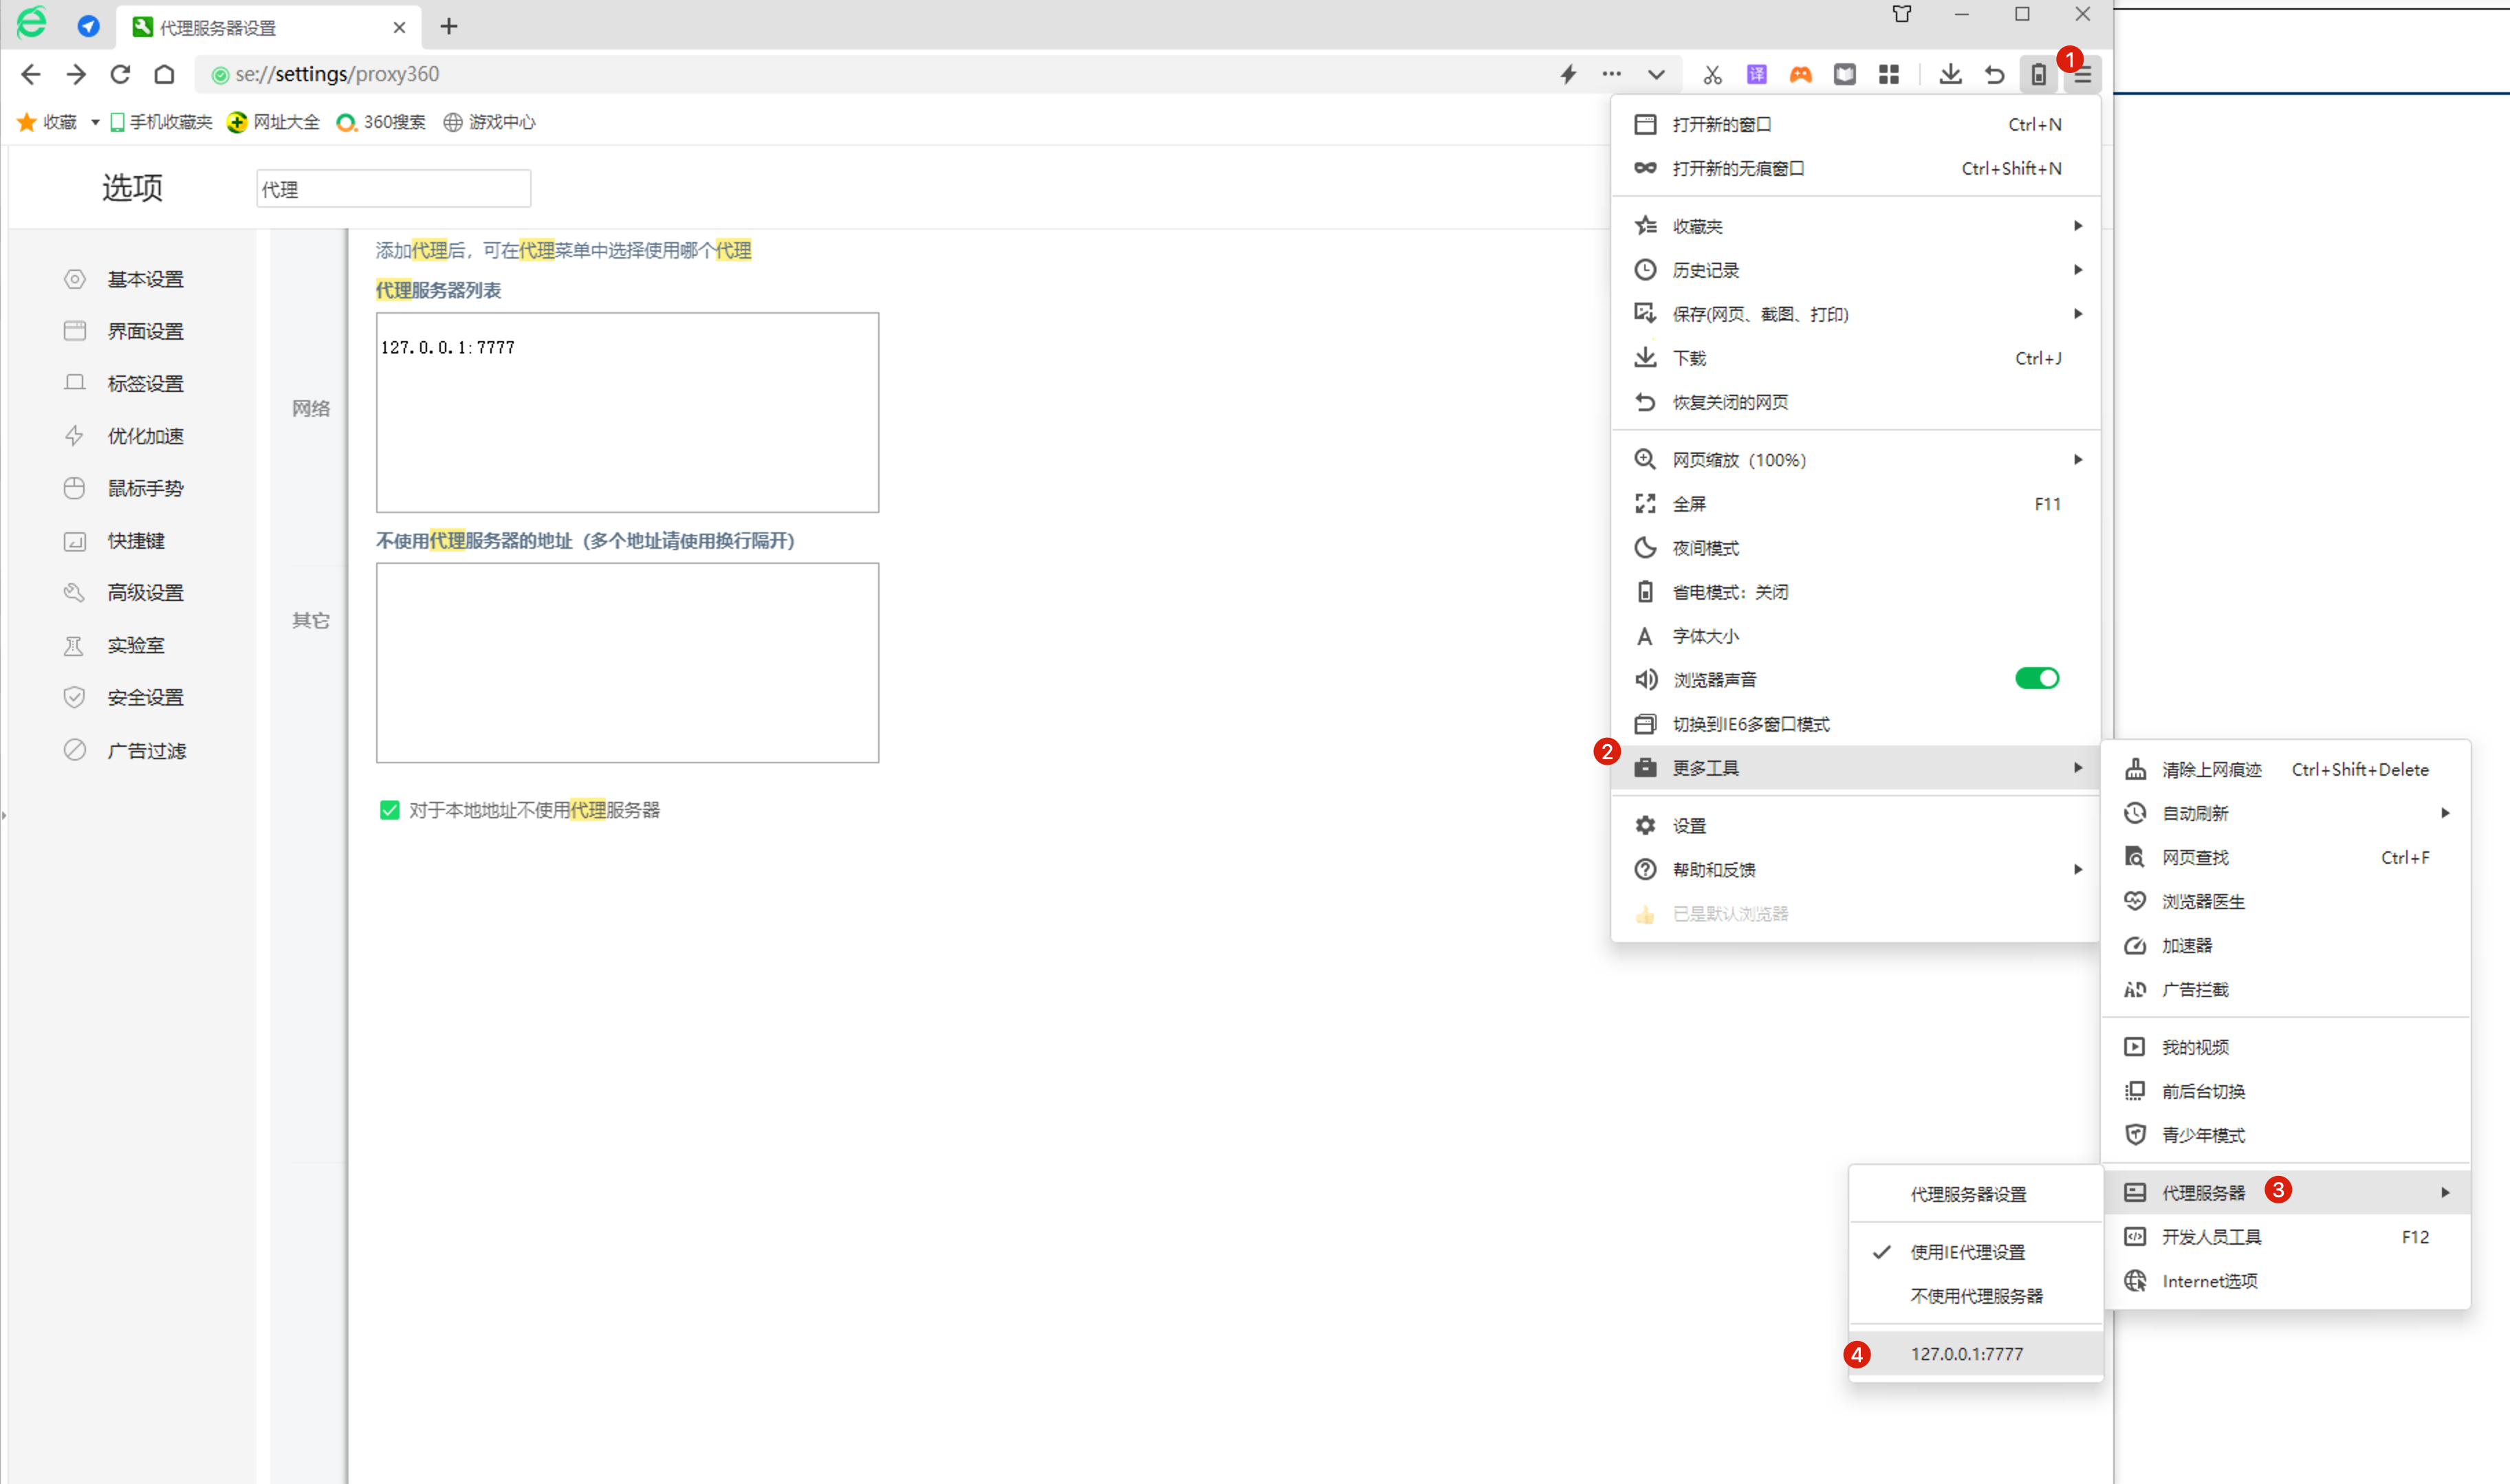 代理服务器设置
se://settings/proxy360
译
1
收藏
手机收藏夹
网址大全
360搜索
游戏中心
选项
代理
基本设置
界面设置
标签设置
优化加速
鼠标手势
快捷键
高级设置
实验室
安全设置
广告过滤
网络
其它
添加代理后，可在代理菜单中选择使用哪个代理
代理服务器列表
127.0.0.1:7777
不使用代理服务器的地址（多个地址请使用换行隔开）
对于本地地址不使用代理服务器
打开新的窗口 Ctrl+N
打开新的无痕窗口 Ctrl+Shift+N
收藏夹
历史记录
保存(网页、截图、打印)
下载 Ctrl+J
恢复关闭的网页
网页缩放（100%）
全屏 F11
夜间模式
省电模式：关闭
字体大小
浏览器声音
切换到IE6多窗口模式
2 更多工具
设置
帮助和反馈
已是默认浏览器
清除上网痕迹 Ctrl+Shift+Delete
自动刷新
网页查找 Ctrl+F
浏览器医生
加速器
广告拦截
我的视频
前后台切换
青少年模式
代理服务器 3
开发人员工具 F12
Internet选项
代理服务器设置
使用IE代理设置
不使用代理服务器
4 127.0.0.1:7777